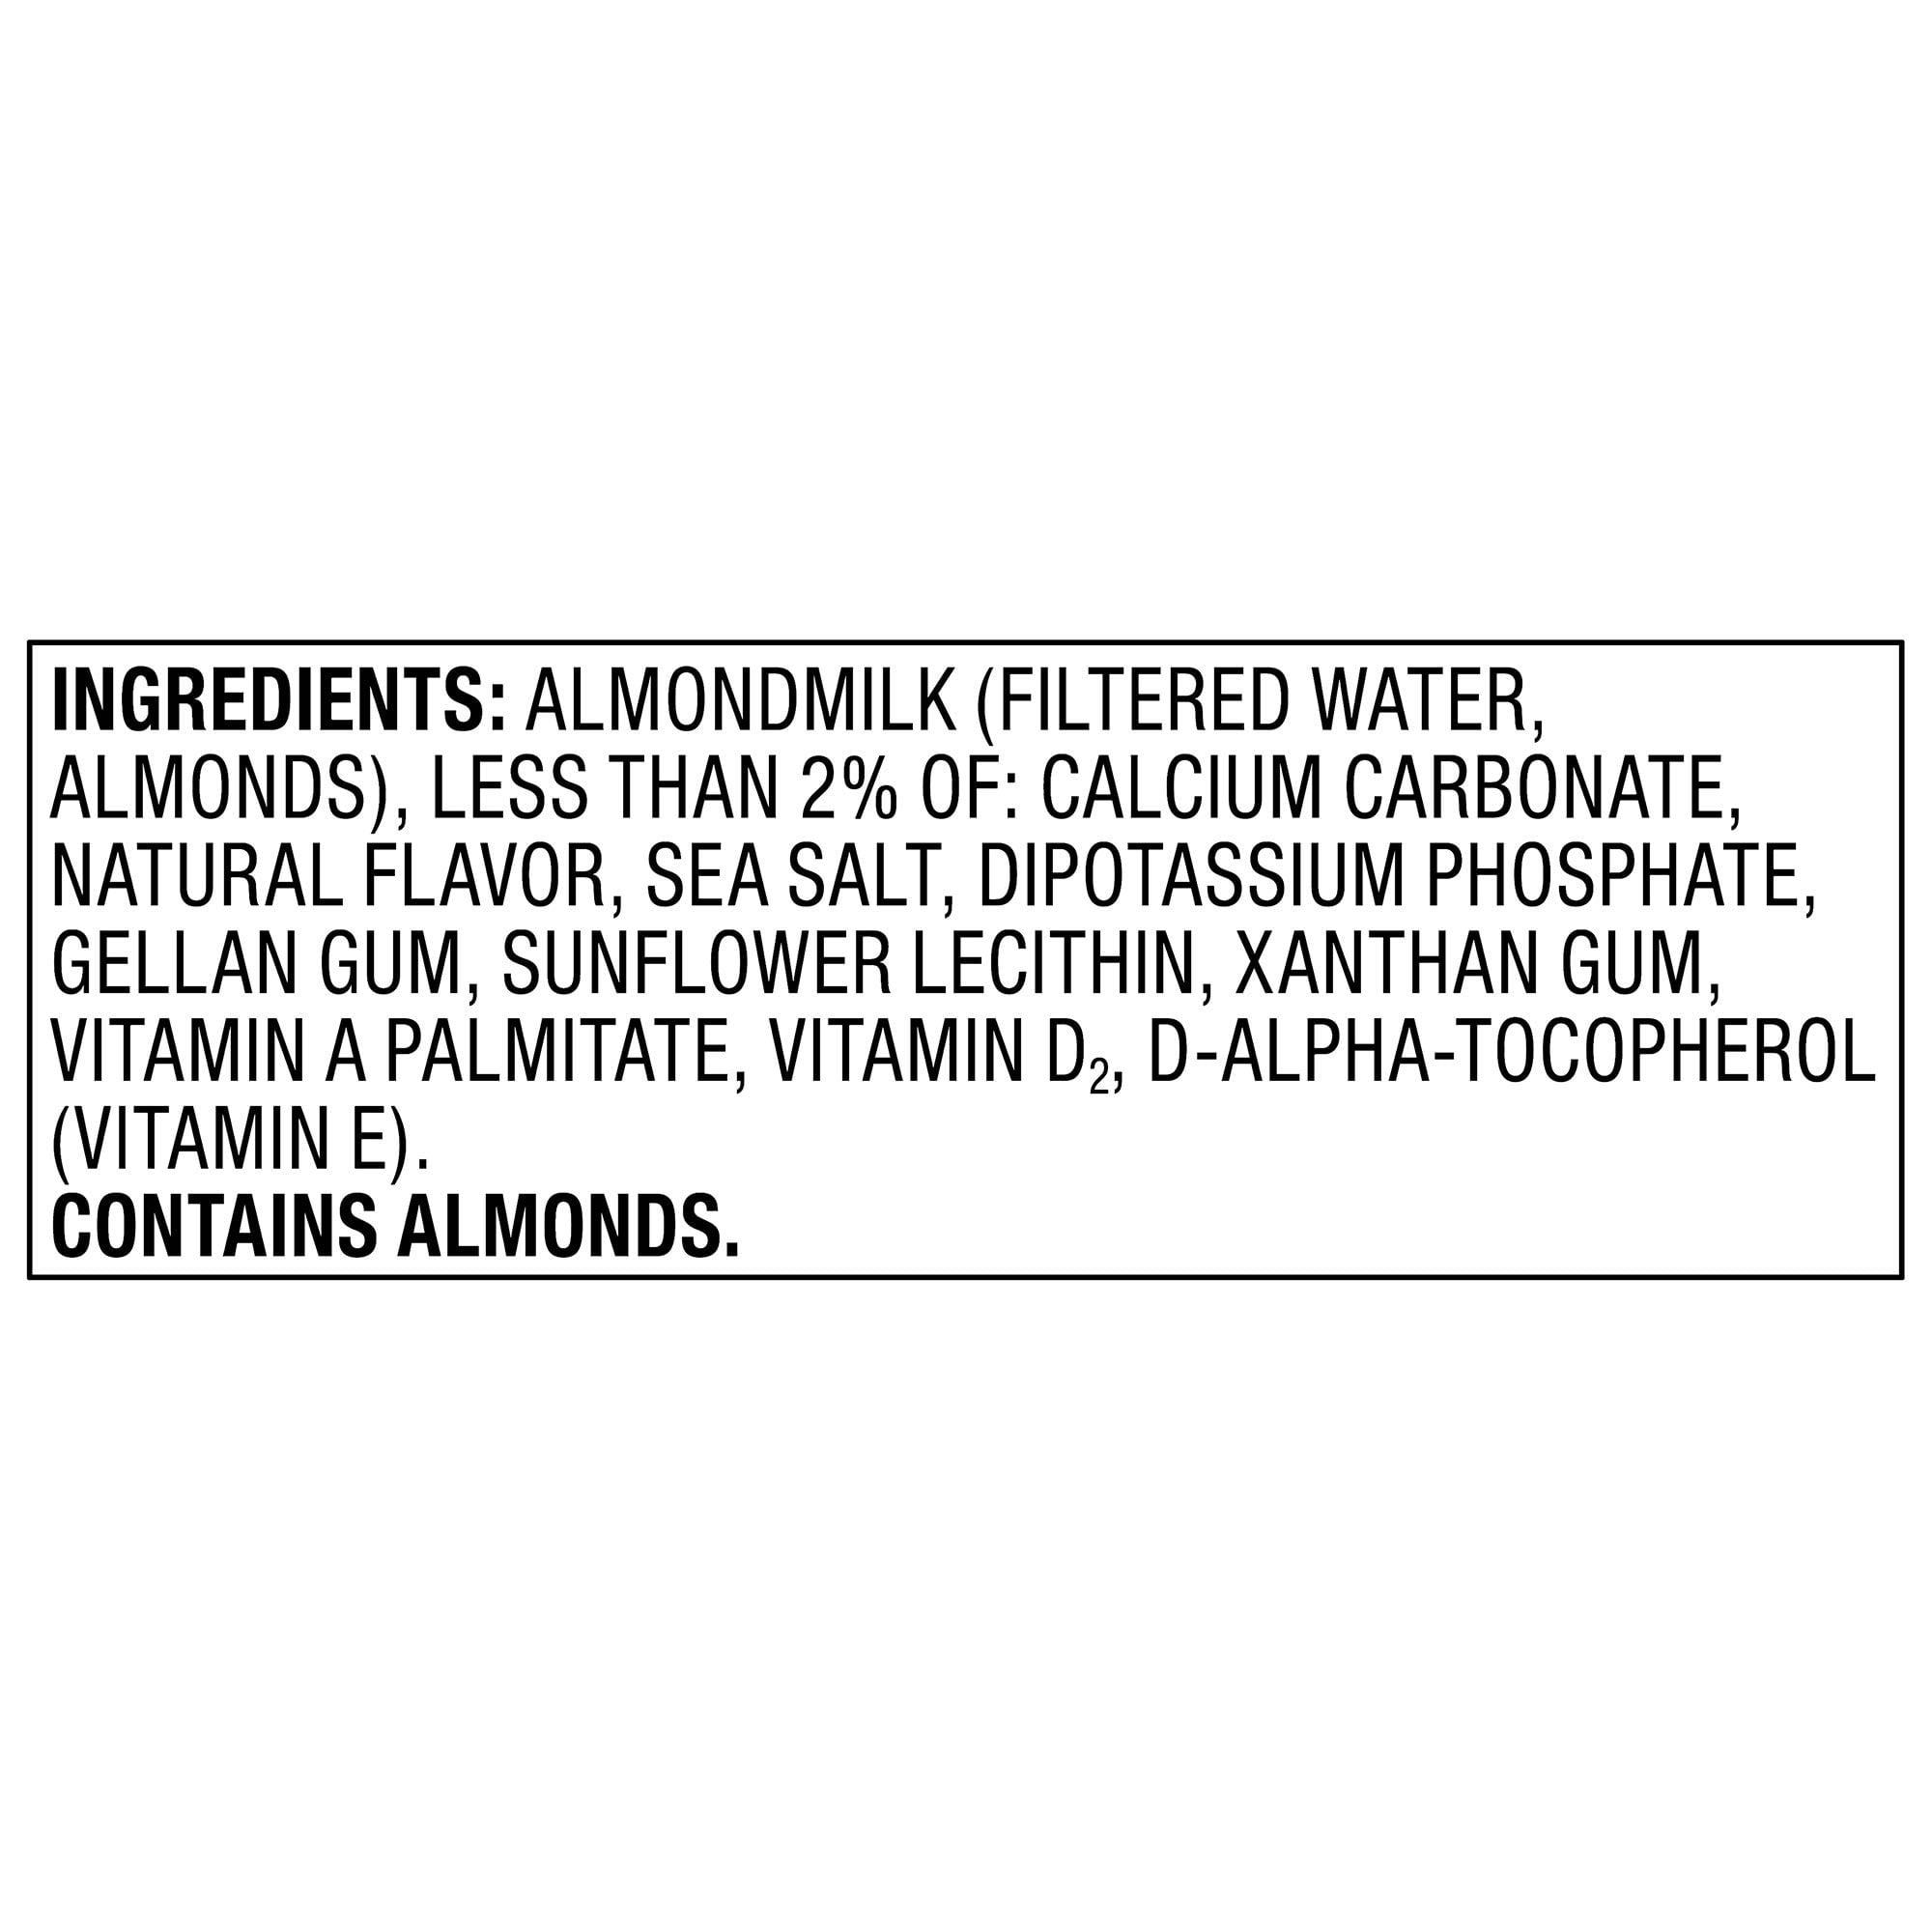 INGREDIENTS: ALMONDMILK (FILTERED WATER,
ALMONDS), LESS THAN 2% OF: CALCIUM CARBONATE,
NATURAL FLAVOR, SEA SALT, DIPOTASSIUM PHOSPHATE,
GELLAN GUM, SUNFLOWER LECITHIN, XANTHAN GUM,
VITAMIN A PALMITATE, VITAMIN D₂, D-ALPHA-TOCOPHEROL
(VITAMIN E).
CONTAINS ALMONDS.